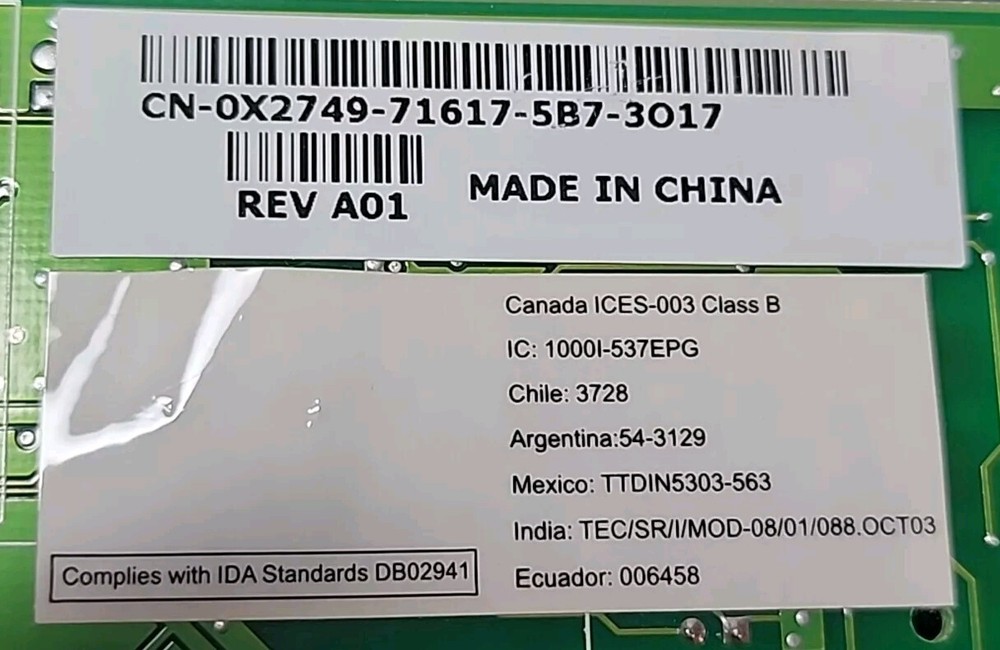 CN-0X2749-71617-5B7-3O17
REV A01
MADE IN CHINA
Canada ICES-003 Class B
IC: 1000I-537EPG
Chile: 3728
Argentina:54-3129
Mexico: TTDIN5303-563
India: TEC/SR/I/MOD-08/01/088.OCT03
Complies with IDA Standards DB02941
Ecuador: 006458